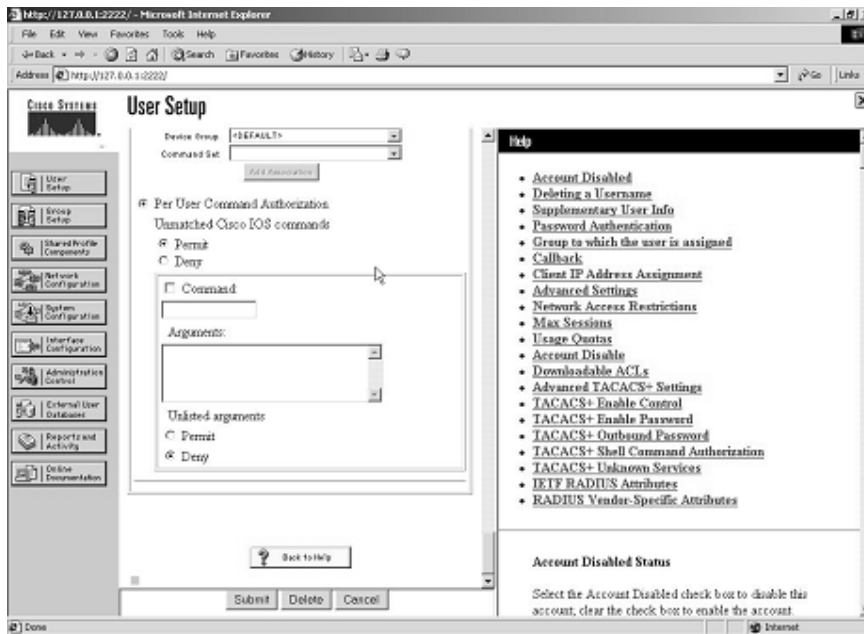 http://127.0.0.1:2222/ - Microsoft Internet Explorer
File Edit View Favorites Tools Help
Back Search Favorites History
Address http://127.0.0.1:2222/ Go Links
CISCO SYSTEMS
User Setup
Group Setup
Shared Profile Components
Network Configuration
System Configuration
Interface Configuration
Administration Control
External User Databases
Reports and Activity
Online Documentation
User Setup
Device Group <DEFAULT>
Command Set
Add Association
Per User Command Authorization
Unmatched Cisco IOS commands
Permit
Deny
Command
Arguments:
Unlisted arguments
Permit
Deny
? Back to Help
Submit Delete Cancel
Help
Account Disabled
Deleting a Username
Supplementary User Info
Password Authentication
Group to which the user is assigned
Callback
Client IP Address Assignment
Advanced Settings
Network Access Restrictions
Max Sessions
Usage Quotas
Account Disable
Downloadable ACLs
Advanced TACACS+ Settings
TACACS+ Enable Control
TACACS+ Enable Password
TACACS+ Outbound Password
TACACS+ Shell Command Authorization
TACACS+ Unknown Services
IETF RADIUS Attributes
RADIUS Vendor-Specific Attributes
Account Disabled Status
Select the Account Disabled check box to disable this
account, clear the check box to enable the account.
Done Internet